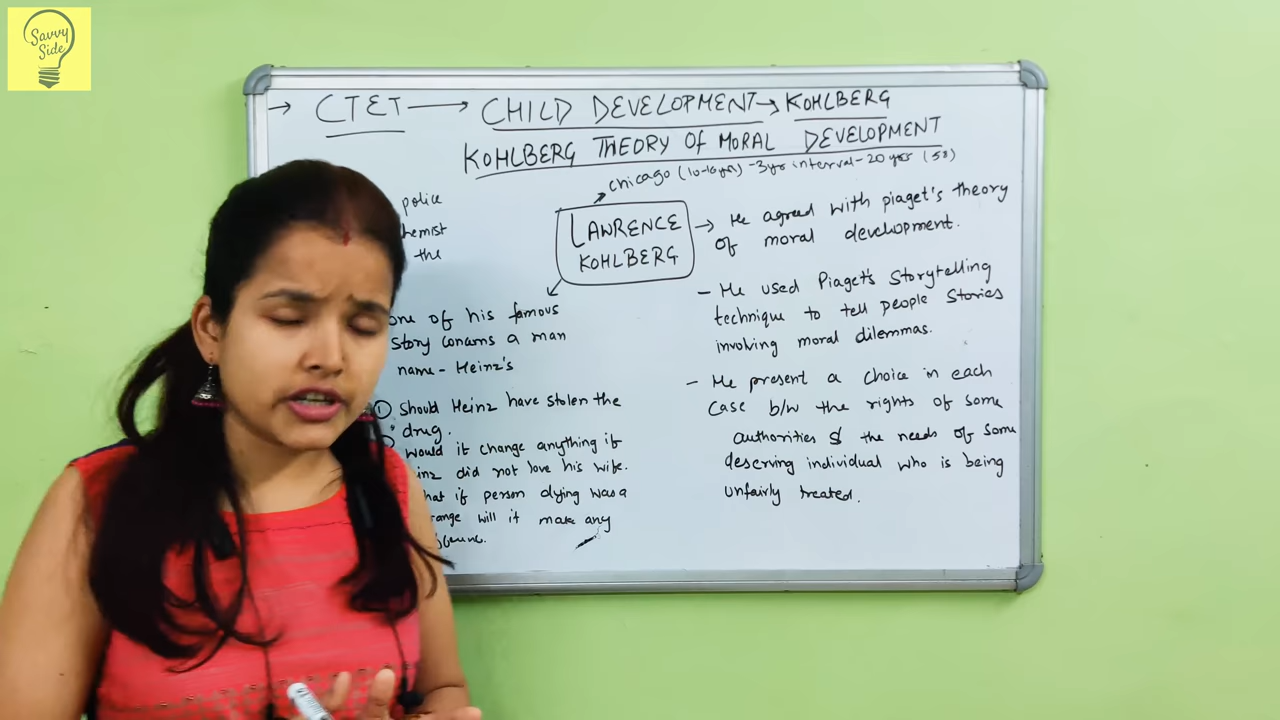 Savvy
Side
→ CTET → CHILD DEVELOPMENT → KOHLBERG
KOHLBERG THEORY OF MORAL DEVELOPMENT
chicago (10-16yrs) - 3yrs interval - 20 yrs (58)
police
hemist
the
LAWRENCE
KOHLBERG
→ He agreed with piaget's theory
of moral development.
- He used Piaget's Storytelling
technique to tell people Stories
involving moral dilemmas.
- He present a choice in each
Case b/w the rights of some
authorities & the needs of some
deserving individual who is being
unfairly treated.
one of his famous
Story concerns a man
name - Heinz's
① Should Heinz have stolen the
drug.
would it change anything if
inz did not love his wife.
hat if person dying was a
range will it make any